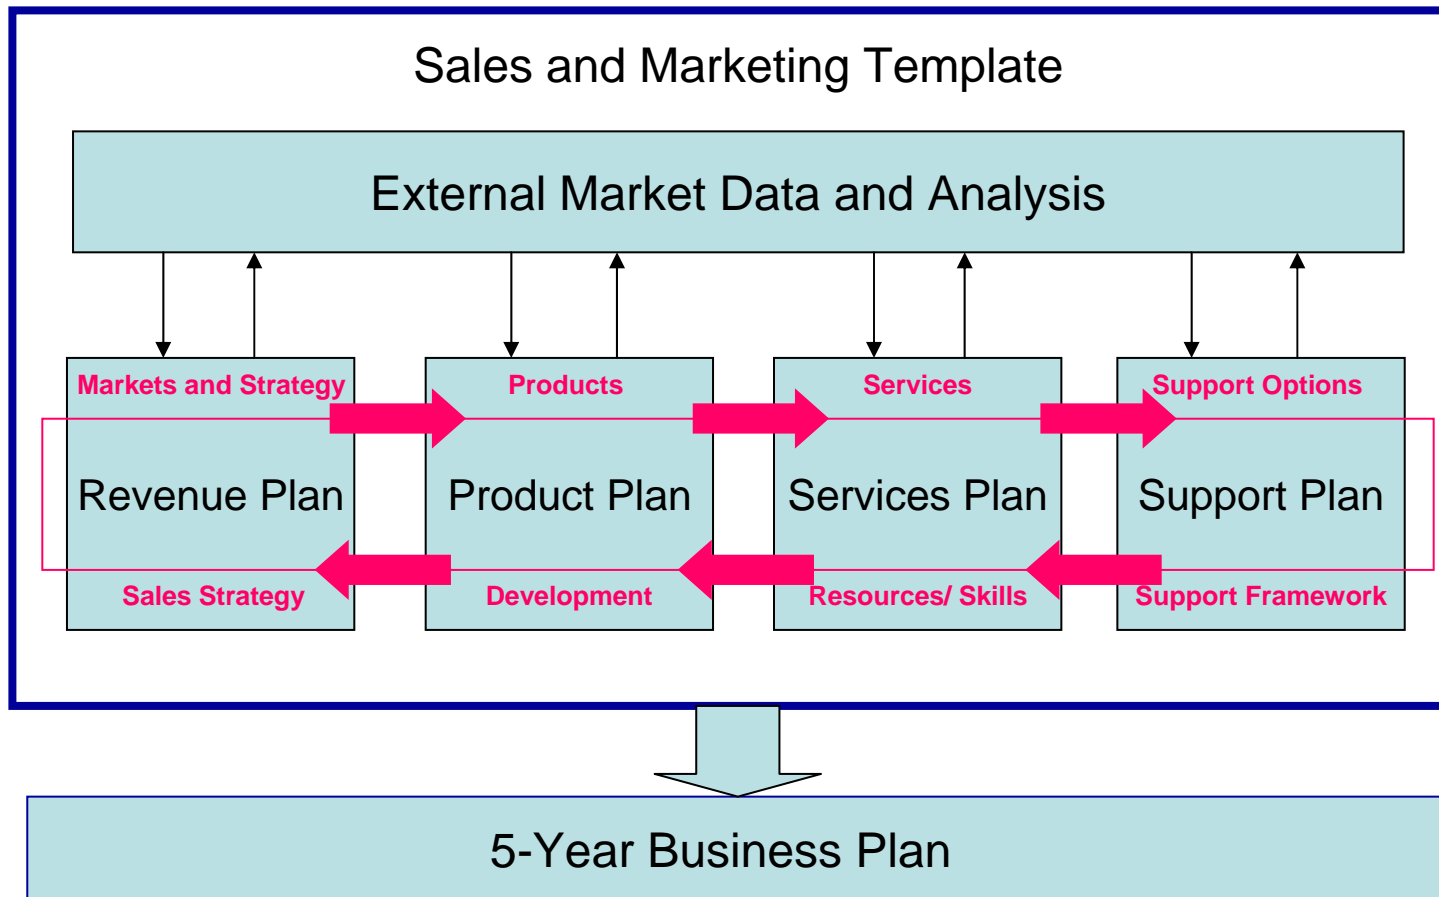 Sales and Marketing Template
External Market Data and Analysis
Markets and Strategy
Products
Services
Support Options
Revenue Plan
Product Plan
Services Plan
Support Plan
Sales Strategy
Development
Resources/ Skills
Support Framework
5-Year Business Plan